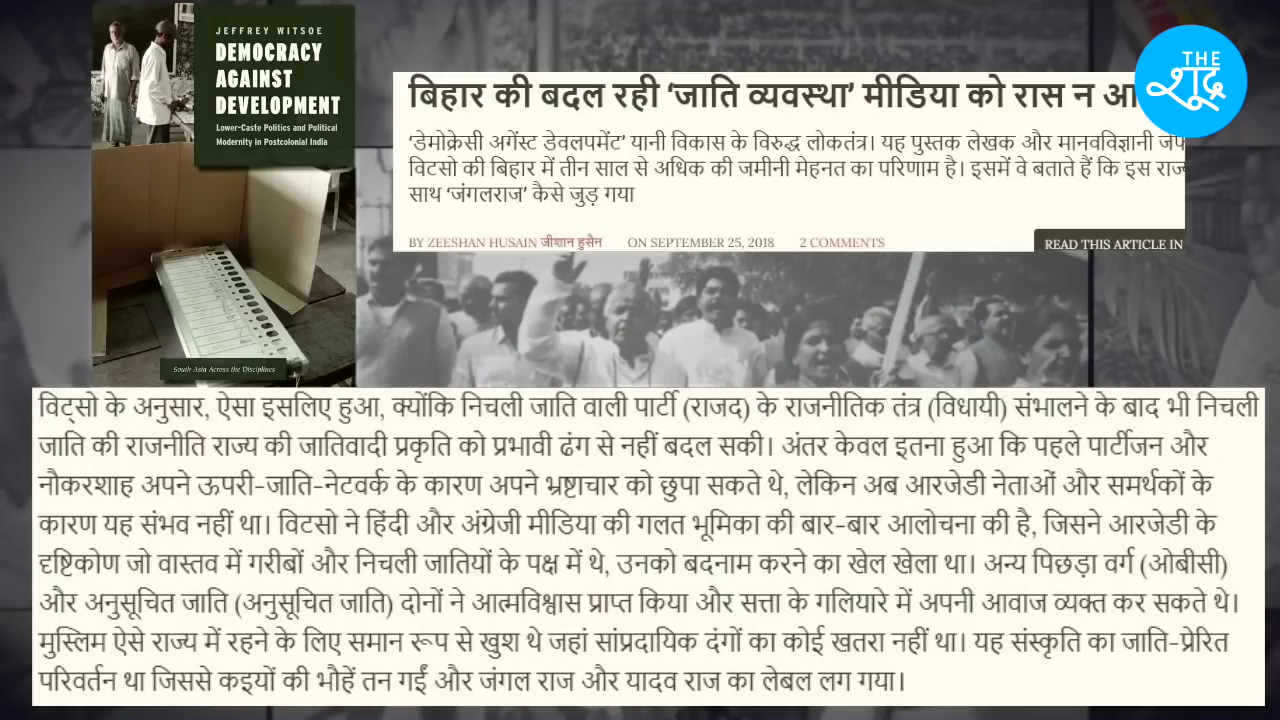 JEFFREY WITSOE
DEMOCRACY
AGAINST
DEVELOPMENT
Lower-Caste Politics and Political
Modernity in Postcolonial India
South Asia Across the Disciplines
THE
शूद्र
बिहार की बदल रही ‘जाति व्यवस्था’ मीडिया को रास न
‘डेमोक्रेसी अगेंस्ट डेवलपमेंट’ यानी विकास के विरुद्ध लोकतंत्र। यह पुस्तक लेखक और मानवविज्ञानी
विटसो की बिहार में तीन साल से अधिक की जमीनी मेहनत का परिणाम है। इसमें वे बताते हैं कि इस
साथ ‘जंगलराज’ कैसे जुड़ गया
BY ZEESHAN HUSAIN जीशान हुसैन ON SEPTEMBER 25, 2018 2 COMMENTS
READ THIS ARTICLE IN
विट्सो के अनुसार, ऐसा इसलिए हुआ, क्योंकि निचली जाति वाली पार्टी (राजद) के राजनीतिक तंत्र (विधायी) संभालने के बाद भी निचली
जाति की राजनीति राज्य की जातिवादी प्रकृति को प्रभावी ढंग से नहीं बदल सकी। अंतर केवल इतना हुआ कि पहले पार्टीजन और
नौकरशाह अपने ऊपरी-जाति-नेटवर्क के कारण अपने भ्रष्टाचार को छुपा सकते थे, लेकिन अब आरजेडी नेताओं और समर्थकों के
कारण यह संभव नहीं था। विटसो ने हिंदी और अंग्रेजी मीडिया की गलत भूमिका की बार-बार आलोचना की है, जिसने आरजेडी के
दृष्टिकोण जो वास्तव में गरीबों और निचली जातियों के पक्ष में थे, उनको बदनाम करने का खेल खेला था। अन्य पिछड़ा वर्ग (ओबीसी)
और अनुसूचित जाति (अनुसूचित जाति) दोनों ने आत्मविश्वास प्राप्त किया और सत्ता के गलियारे में अपनी आवाज व्यक्त कर सकते थे।
मुस्लिम ऐसे राज्य में रहने के लिए समान रूप से खुश थे जहां सांप्रदायिक दंगों का कोई खतरा नहीं था। यह संस्कृति का जाति-प्रेरित
परिवर्तन था जिससे कइयों की भौहें तन गईं और जंगल राज और यादव राज का लेबल लग गया।